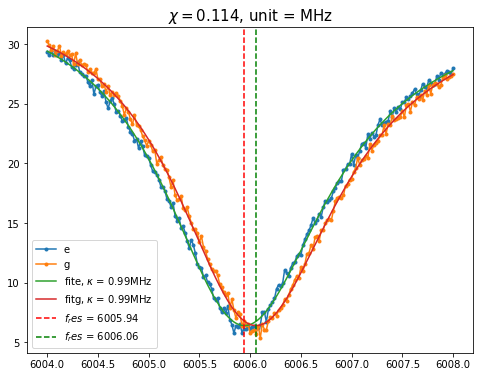 χ = 0.114, unit = MHz
30
25
20
15
10
5
e
g
fite, κ = 0.99MHz
fitg, κ = 0.99MHz
f_res = 6005.94
f_res = 6006.06
6004.0 6004.5 6005.0 6005.5 6006.0 6006.5 6007.0 6007.5 6008.0